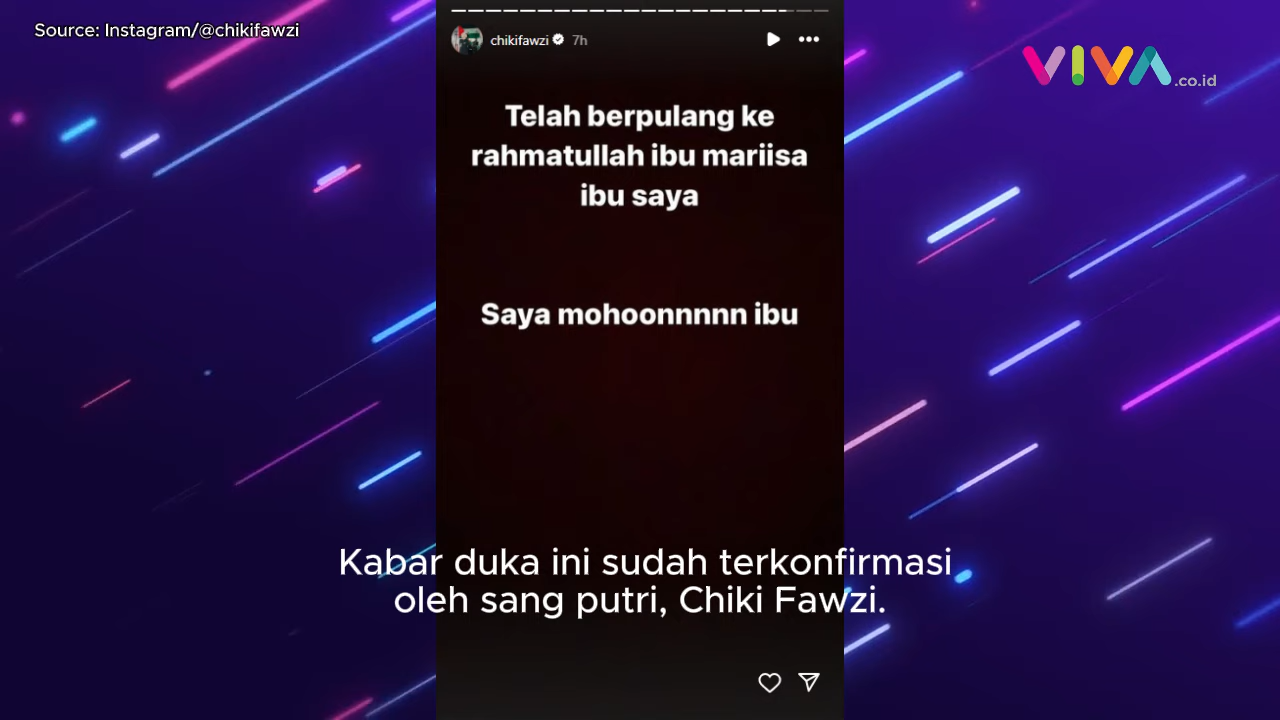 Source: Instagram/@chikifawzi
chikifawzi 7h
VIVA.co.id
Telah berpulang ke
rahmatullah ibu mariisa
ibu saya
Saya mohoonnnnn ibu
Kabar duka ini sudah terkonfirmasi
oleh sang putri, Chiki Fawzi.